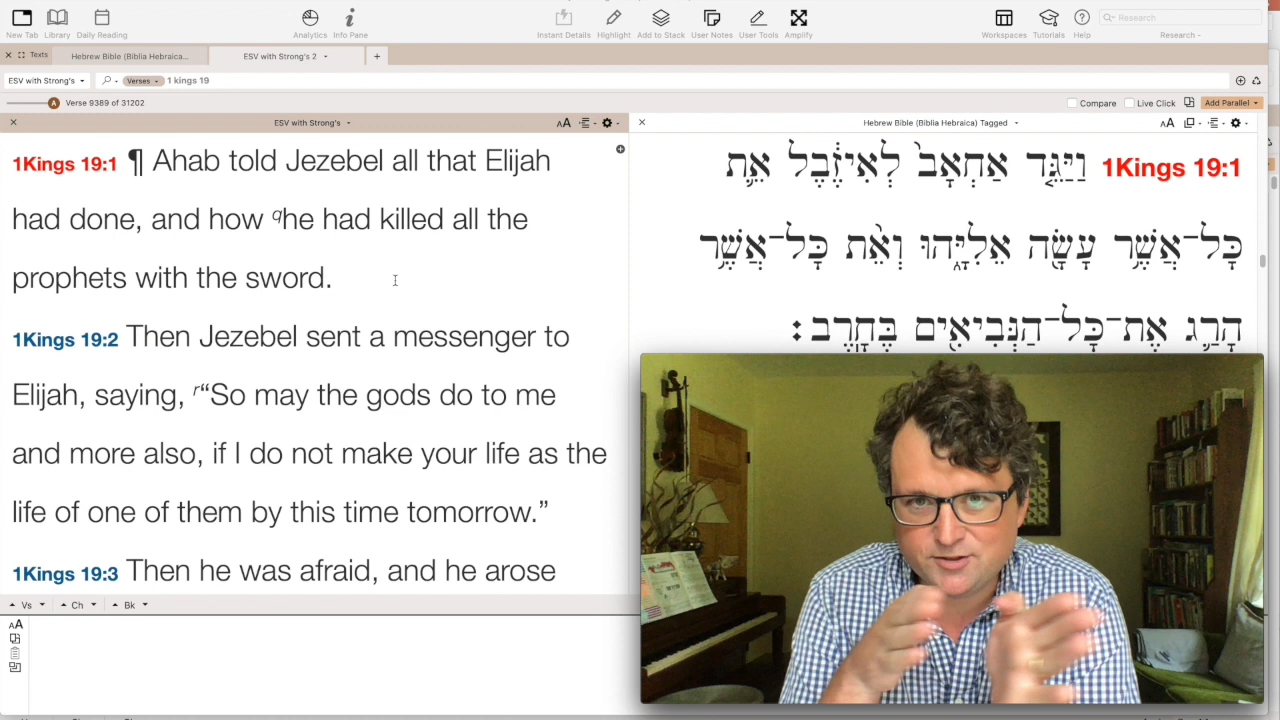 New Tab Library Daily Reading Analytics Info Pane Instant Details Highlight Add to Stack User Notes User Tools Amplify Workspaces Tutorials Help Research
Research
Texts Hebrew Bible (Biblia Hebraica... ESV with Strong's 2
ESV with Strong's Verses 1 kings 19
A Verse 9389 of 31202 Compare Live Click Add Parallel
ESV with Strong's
1Kings 19:1 ¶ Ahab told Jezebel all that Elijah
had done, and how qhe had killed all the
prophets with the sword.
1Kings 19:2 Then Jezebel sent a messenger to
Elijah, saying, r“So may the gods do to me
and more also, if I do not make your life as the
life of one of them by this time tomorrow.”
1Kings 19:3 Then he was afraid, and he arose
Vs Ch Bk
Hebrew Bible (Biblia Hebraica) Tagged
1Kings 19:1 וַיַּגֵּ֤ד אַחְאָב֙ לְאִיזֶ֔בֶל אֵ֛ת
כָּל־אֲשֶׁ֥ר עָשָׂ֖ה אֵלִיָּ֑הוּ וְאֵ֨ת כָּל־אֲשֶׁ֥ר
הָרַ֛ג אֶת־כָּל־הַנְּבִיאִ֖ים בֶּחָֽרֶב׃